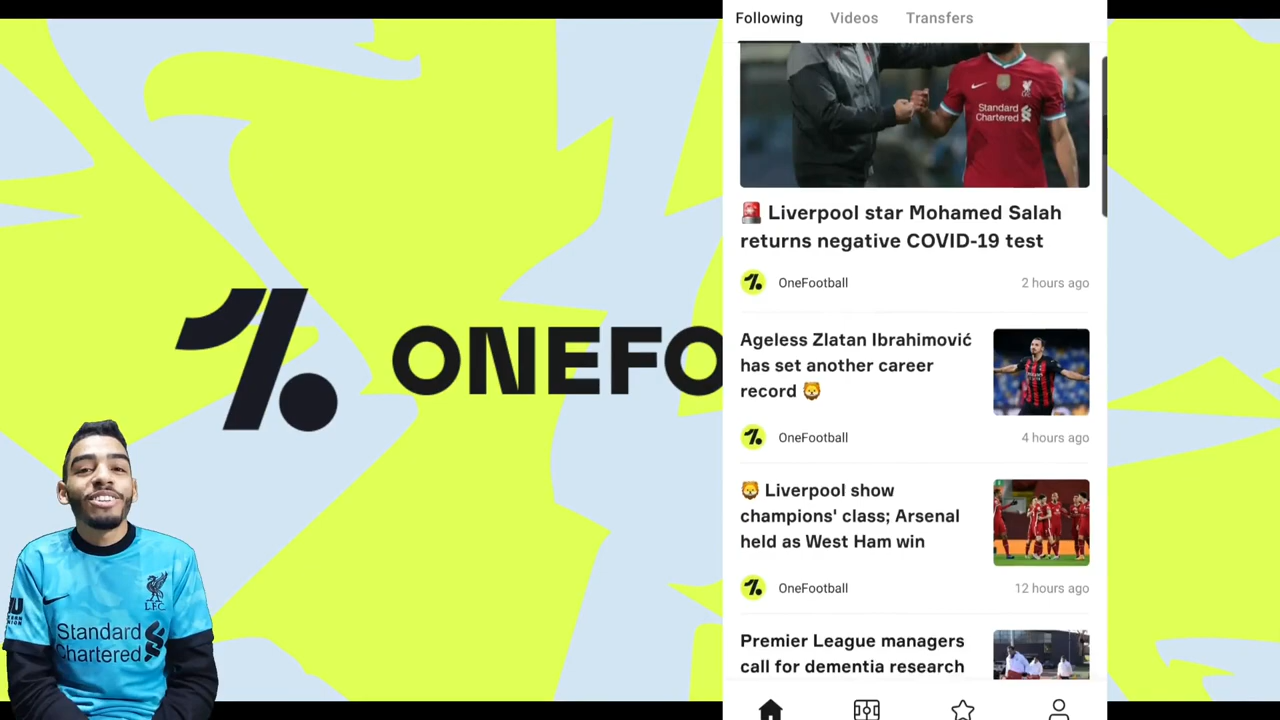 Following Videos Transfers
Standard
Chartered
🚨 Liverpool star Mohamed Salah
returns negative COVID-19 test
OneFootball 2 hours ago
Ageless Zlatan Ibrahimović
has set another career
record 🦁
OneFootball 4 hours ago
🦁 Liverpool show
champions' class; Arsenal
held as West Ham win
OneFootball 12 hours ago
Premier League managers
call for dementia research
ONEFO
L.F.C.
Standard
Chartered